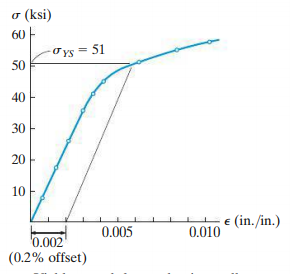 σ (ksi)
60
σYS = 51
50
40
30
20
10
ϵ (in./in.)
0.002
0.005
0.010
(0.2% offset)